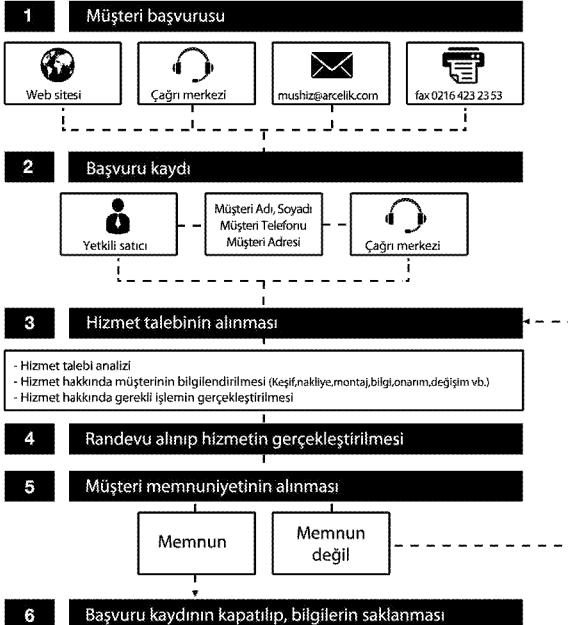 1 Müşteri başvurusu
Web sitesi
Çağrı merkezi
mushiz@arcelik.com
fax 0216 423 23 53
2 Başvuru kaydı
Yetkili satıcı
Müşteri Adı, Soyadı
Müşteri Telefonu
Müşteri Adresi
Çağrı merkezi
3 Hizmet talebinin alınması
- Hizmet talebi analizi
- Hizmet hakkında müşterinin bilgilendirilmesi (Keşif,nakliye,montaj,bilgi,onarım,değişim vb.)
- Hizmet hakkında gerekli işlemin gerçekleştirilmesi
4 Randevu alınıp hizmetin gerçekleştirilmesi
5 Müşteri memnuniyetinin alınması
Memnun
Memnun
değil
6 Başvuru kaydının kapatılıp, bilgilerin saklanması